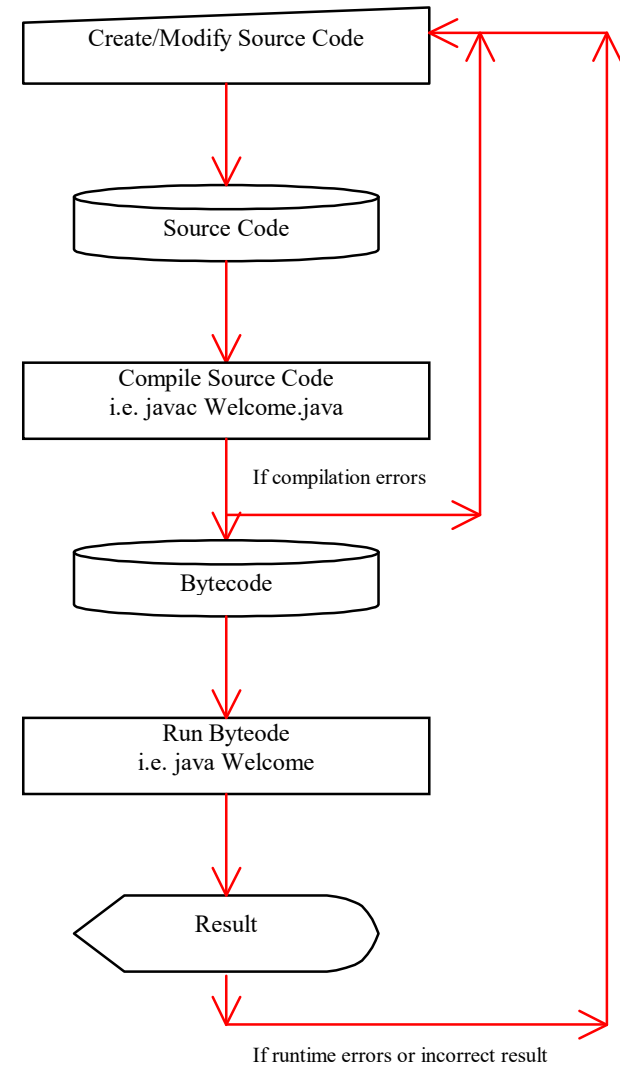 Create/Modify Source Code
Source Code
Compile Source Code
i.e. javac Welcome.java
If compilation errors
Bytecode
Run Byteode
i.e. java Welcome
Result
If runtime errors or incorrect result